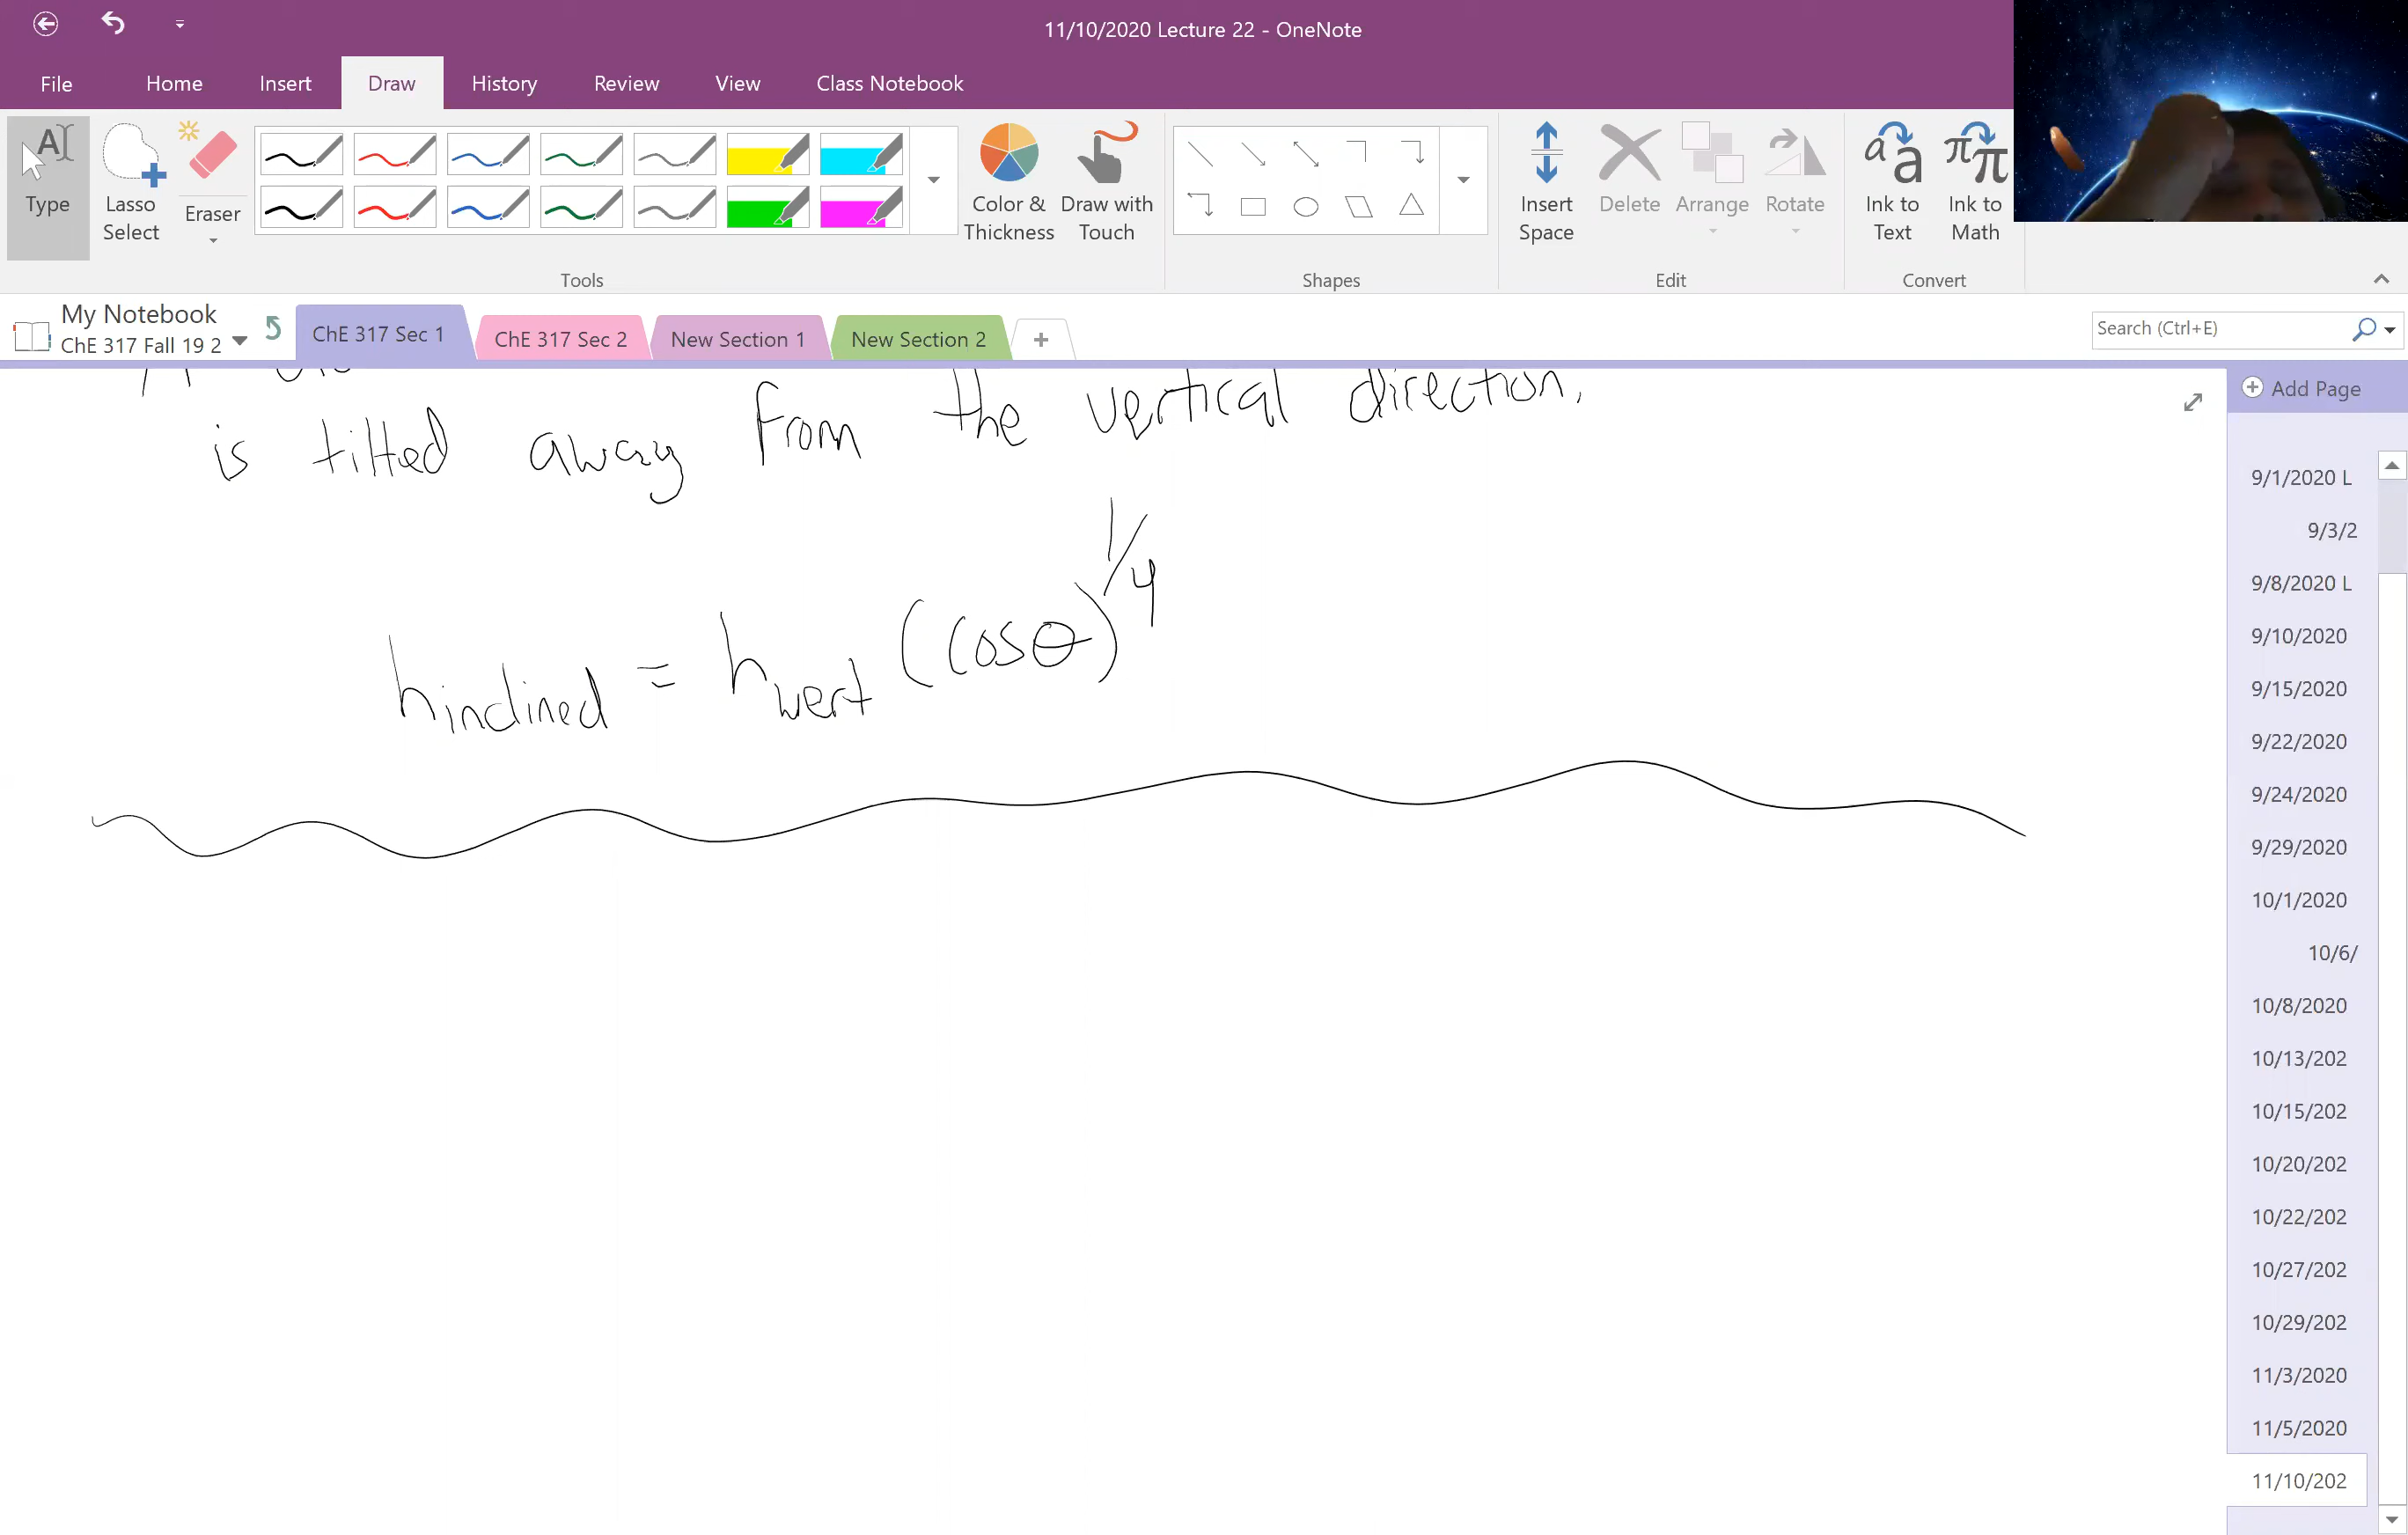 11/10/2020 Lecture 22 - OneNote
File Home Insert Draw History Review View Class Notebook
Type
Lasso Select
Eraser
Color & Thickness
Draw with Touch
Insert Space
Delete
Arrange
Rotate
Ink to Text
Ink to Math
Tools
Shapes
Edit
Convert
My Notebook
ChE 317 Fall 19 2
ChE 317 Sec 1
ChE 317 Sec 2
New Section 1
New Section 2
Search (Ctrl+E)
Add Page
is tilted away from the vertical direction.
h inclined = h vert (cosθ)^1/4
9/1/2020 L
9/3/2
9/8/2020 L
9/10/2020
9/15/2020
9/22/2020
9/24/2020
9/29/2020
10/1/2020
10/6/
10/8/2020
10/13/202
10/15/202
10/20/202
10/22/202
10/27/202
10/29/202
11/3/2020
11/5/2020
11/10/202